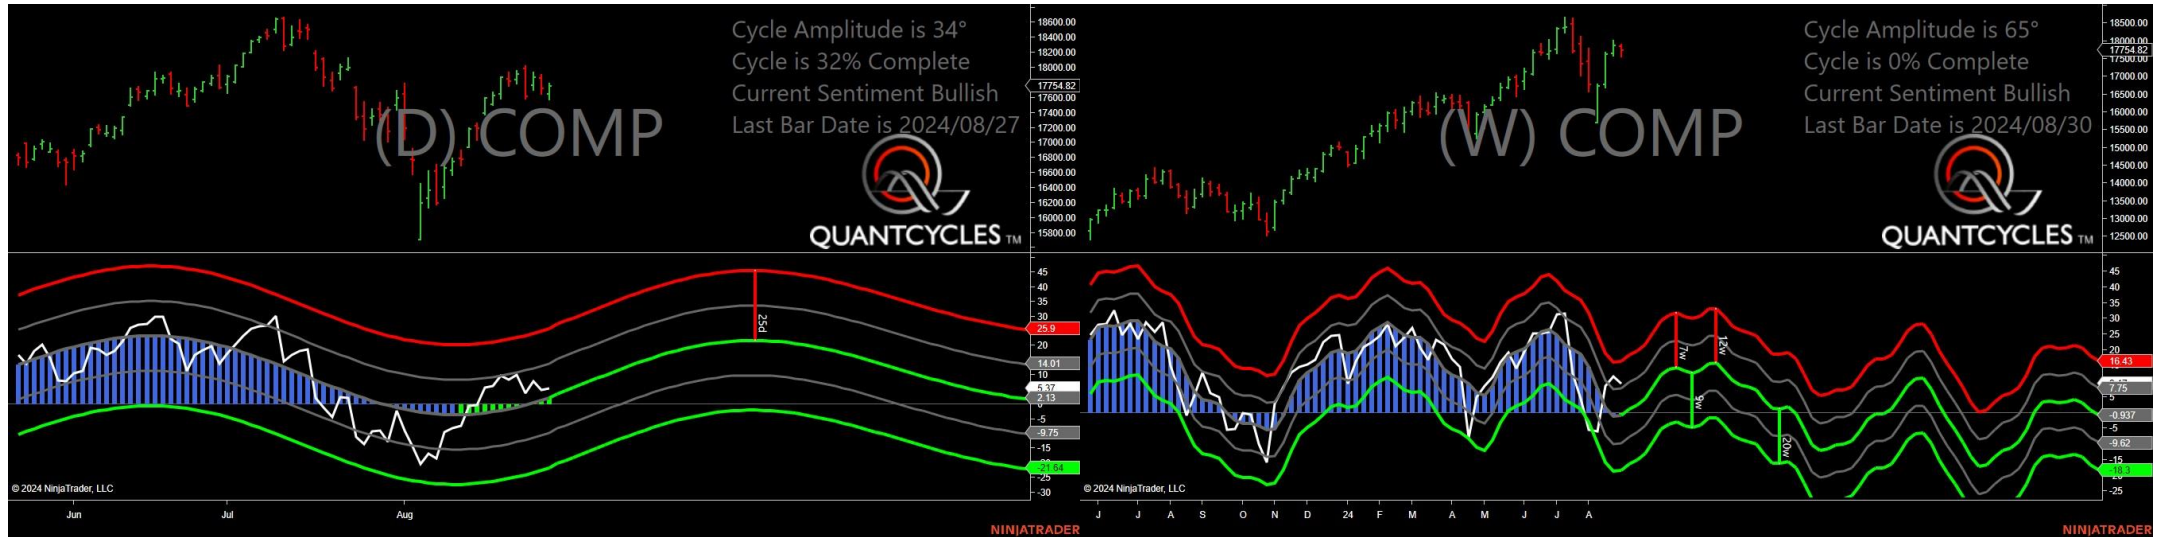 Cycle Amplitude is 34°
Cycle is 32% Complete
Current Sentiment Bullish
Last Bar Date is 2024/08/27
(D) COMP
QUANTCYCLES TM
18600.00
18400.00
18200.00
18000.00
17754.82
17600.00
17400.00
17200.00
17000.00
16800.00
16600.00
16400.00
16200.00
16000.00
15800.00
25d
45
35
30
25.9
20
14.01
10
5.37
2.13
-5
-9.75
-15
-21.64
-25
-30
© 2024 NinjaTrader, LLC
Jun Jul Aug
NINJATRADER
Cycle Amplitude is 65°
Cycle is 0% Complete
Current Sentiment Bullish
Last Bar Date is 2024/08/30
(W) COMP
QUANTCYCLES TM
18500.00
18000.00
17754.82
17500.00
17000.00
16500.00
16000.00
15500.00
15000.00
14500.00
14000.00
13500.00
13000.00
12500.00
7w
12w
9w
20w
45
35
30
25
20
16.43
7.75
5
-0.937
-5
-9.62
-15
-18.3
-25
© 2024 NinjaTrader, LLC
J J A S O N D 24 F M A M J J A
NINJATRADER